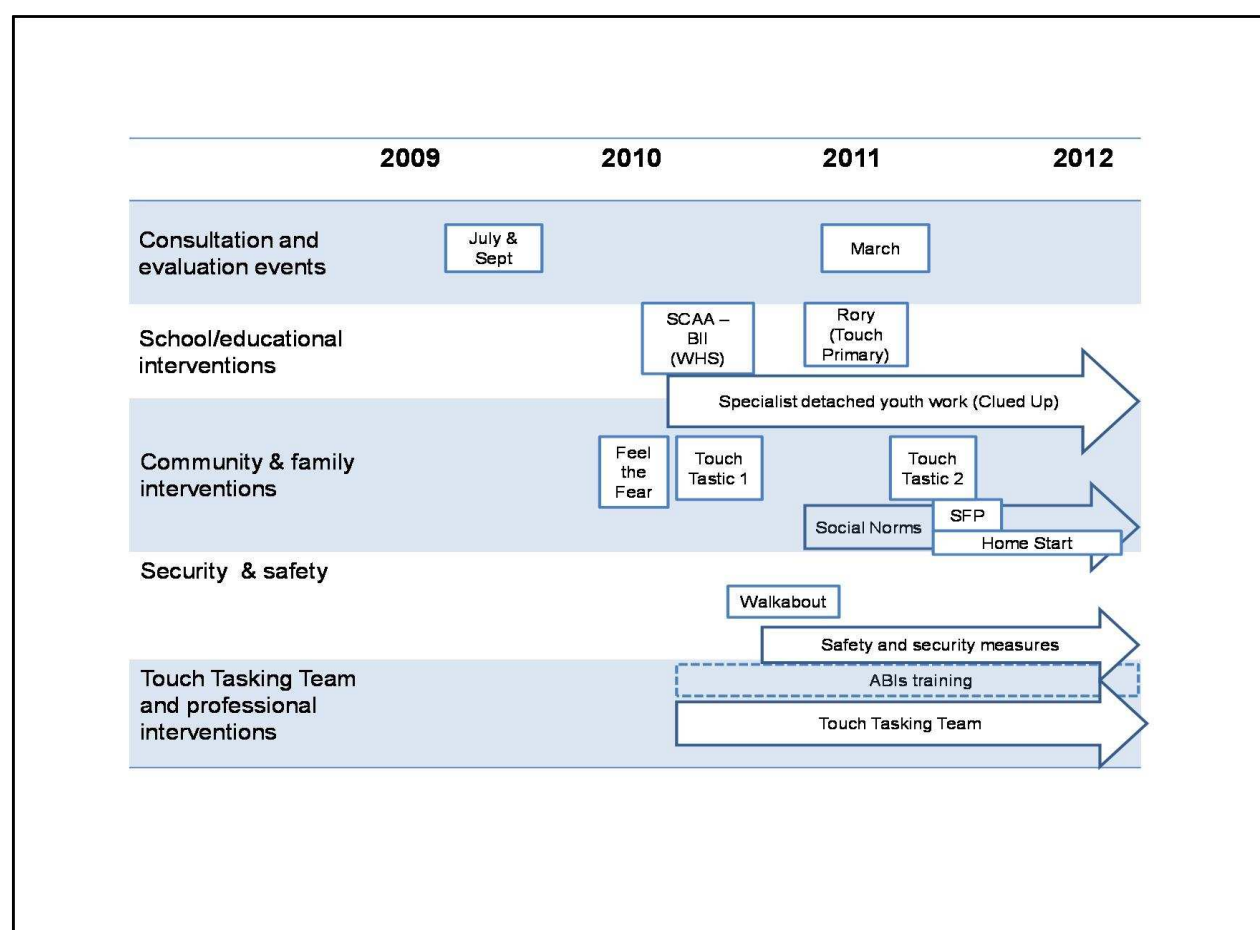 2009 2010 2011 2012
Consultation and
evaluation events
July &
Sept
March
School/educational
interventions
SCAA –
BII
(WHS)
Rory
(Touch
Primary)
Specialist detached youth work (Clued Up)
Community & family
interventions
Feel
the
Fear
Touch
Tastic 1
Touch
Tastic 2
Social Norms
SFP
Home Start
Security & safety
Walkabout
Safety and security measures
Touch Tasking Team
and professional
interventions
ABIs training
Touch Tasking Team